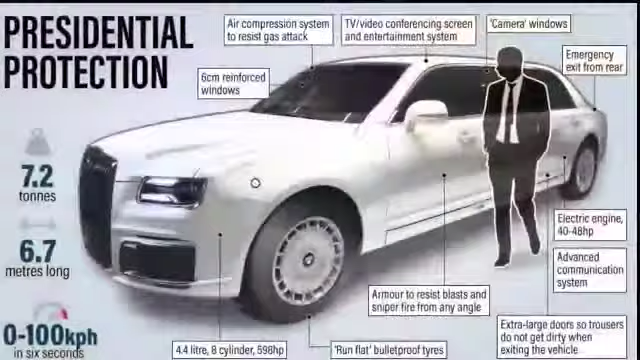 PRESIDENTIAL
PROTECTION
Air compression system
to resist gas attack
TV/video conferencing screen
and entertainment system
'Camera' windows
Emergency
exit from rear
6cm reinforced
windows
7.2
tonnes
6.7
metres long
0-100kph
in six seconds
Electric engine,
40-48hp
Advanced
communication
system
Armour to resist blasts and
sniper fire from any angle
Extra-large doors so trousers
do not get dirty when
exiting the vehicle
4.4 litre, 8 cylinder, 598hp
'Run flat' bulletproof tyres